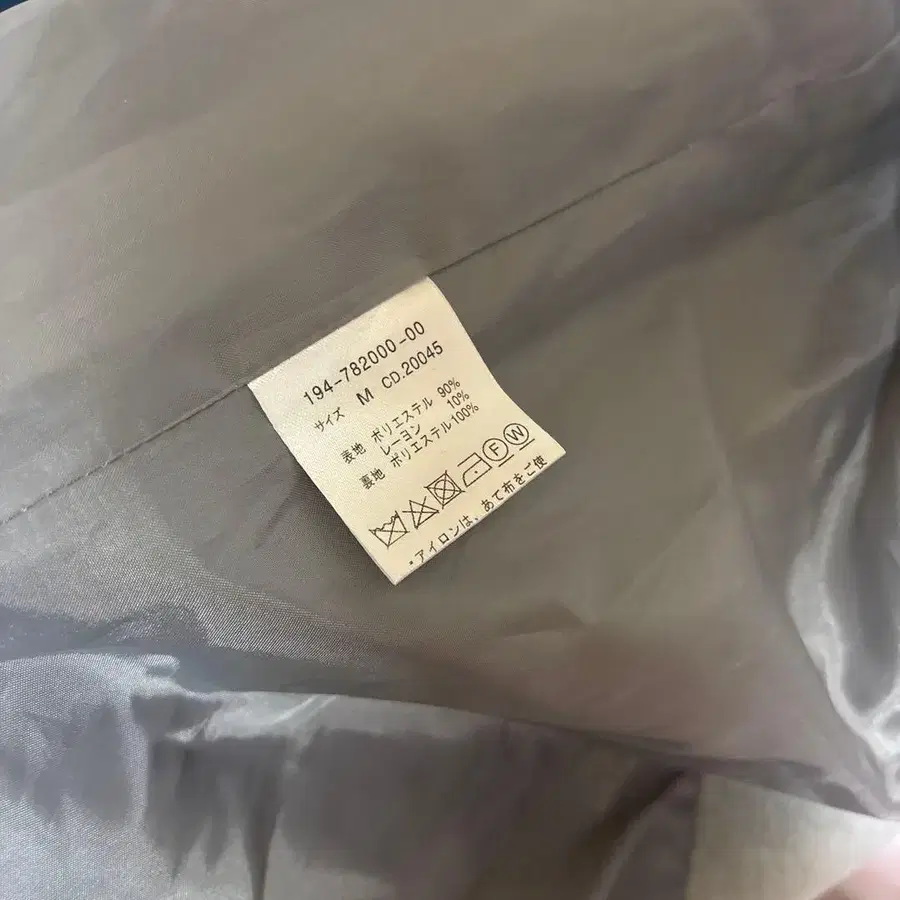 194-782000-00
サイズ M CD.20045
表地 ポリエステル 90%
レーヨン 10%
裏地 ポリエステル100%
F W
・アイロンは、あて布をご使